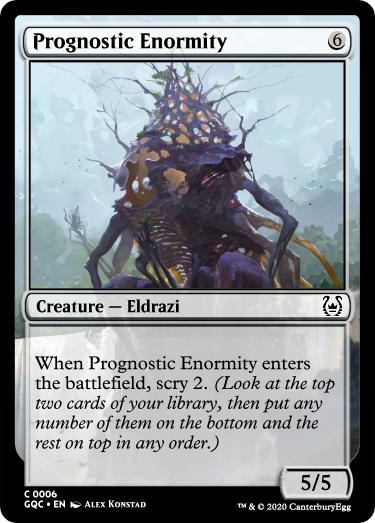 Prognostic Enormity 6
Creature — Eldrazi
When Prognostic Enormity enters
the battlefield, scry 2. (Look at the top
two cards of your library, then put any
number of them on the bottom and the
rest on top in any order.)
5/5
C 0006
GQC • EN Alex Konstad
™ & © 2020 CanterburyEgg